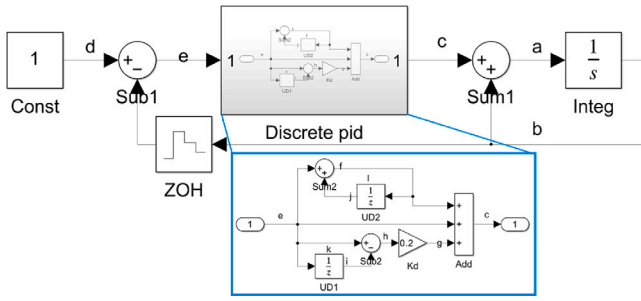 d
e
c
a
1
1
1
1
s
Const
Sub1
Sum1
Integ
b
Discrete pid
ZOH
f
Sum2
j
1
z
l
UD2
1
e
c
1
h
0.2
g
Sub2
Kd
Add
k
1
z
i
UD1